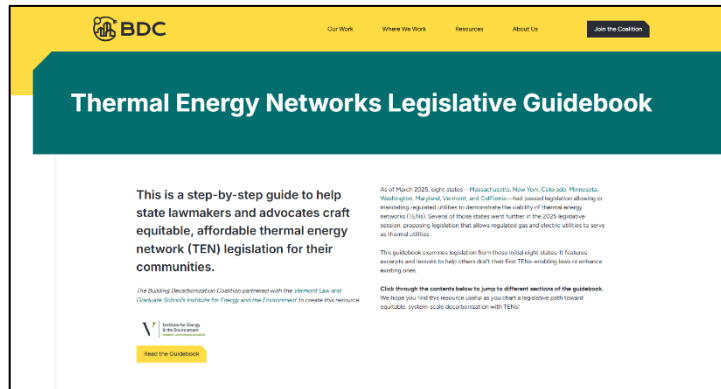 BDC
Our Work Where We Work Resources About Us Join the Coalition
Thermal Energy Networks Legislative Guidebook
This is a step-by-step guide to help
state lawmakers and advocates craft
equitable, affordable thermal energy
network (TEN) legislation for their
communities.
The Building Decarbonization Coalition partnered with the Vermont Law and
Graduate School's Institute for Energy and the Environment to create this resource
Institute for Energy
& the Environment
Read the Guidebook
As of March 2025, eight states—Massachusetts, New York, Colorado, Minnesota,
Washington, Maryland, Vermont, and California—had passed legislation allowing or
mandating regulated utilities to demonstrate the viability of thermal energy
networks (TENs). Several of those states went further in the 2025 legislative
session, proposing legislation that allows regulated gas and electric utilities to serve
as thermal utilities.
This guidebook examines legislation from those initial eight states. It features
excerpts and lessons to help others draft their first TENs-enabling laws or enhance
existing ones.
Click through the contents below to jump to different sections of the guidebook.
We hope you find this resource useful as you chart a legislative path toward
equitable, system-scale decarbonization with TENs!